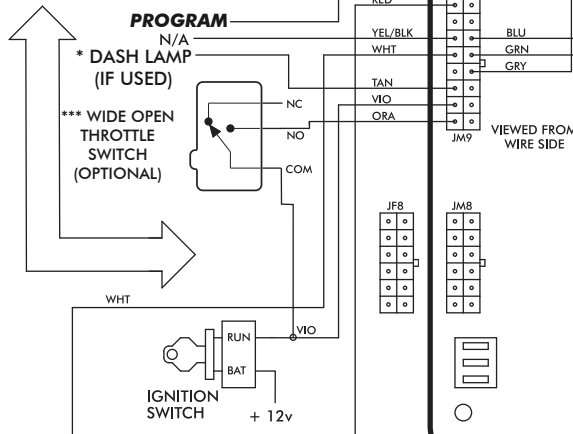 RED
PROGRAM
N/A
YEL/BLK
BLU
* DASH LAMP
WHT
GRN
(IF USED)
GRY
TAN
NC
VIO
*** WIDE OPEN
THROTTLE
SWITCH
(OPTIONAL)
ORA
NO
JM9
VIEWED FROM
WIRE SIDE
COM
JF8
JM8
WHT
RUN
VIO
BAT
IGNITION
SWITCH
+ 12v